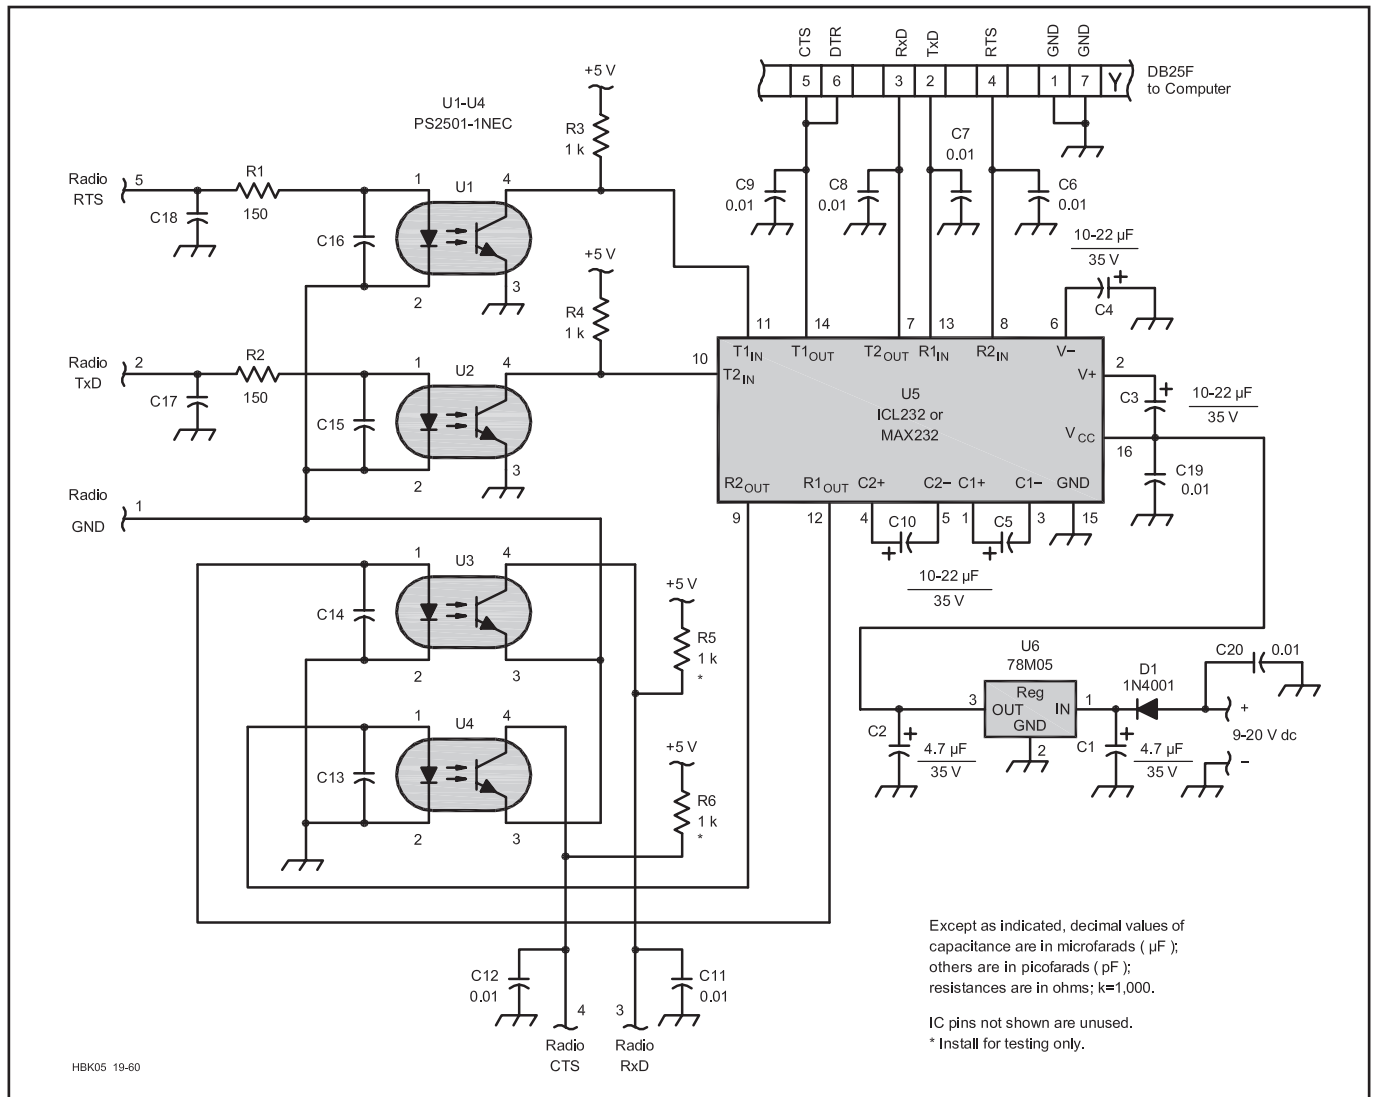 CTS
DTR
RxD
TxD
RTS
GND
GND
5
6
3
2
4
1
7
Y
DB25F
to Computer
+5 V
U1-U4
PS2501-1NEC
R3
1 k
C7
0.01
Radio
RTS
5
R1
150
C18
C16
1
U1
4
2
3
C9
0.01
C8
0.01
C6
0.01
10-22 µF
35 V
+
C4
+5 V
R4
1 k
Radio
TxD
2
R2
150
C17
C15
1
U2
4
2
3
11
14
7
13
8
6
10
T1IN
T1OUT
T2OUT
R1IN
R2IN
V–
T2IN
V+
2
U5
ICL232 or
MAX232
C3
+
10-22 µF
35 V
VCC
16
C19
0.01
R2OUT
R1OUT
C2+
C2–
C1+
C1–
GND
9
12
4
C10
5
1
C5
3
15
+
+
10-22 µF
35 V
Radio
GND
1
1
U3
4
C14
2
3
+5 V
R5
1 k
*
1
U4
4
C13
2
3
+5 V
R6
1 k
*
U6
78M05
Reg
OUT
IN
GND
3
1
2
D1
1N4001
C20
0.01
+
9-20 V dc
–
C2
+
4.7 µF
35 V
C1
+
4.7 µF
35 V
C12
0.01
C11
0.01
4
3
Radio
CTS
Radio
RxD
Except as indicated, decimal values of
capacitance are in microfarads ( µF );
others are in picofarads ( pF );
resistances are in ohms; k=1,000.
IC pins not shown are unused.
* Install for testing only.
HBK05 19-60